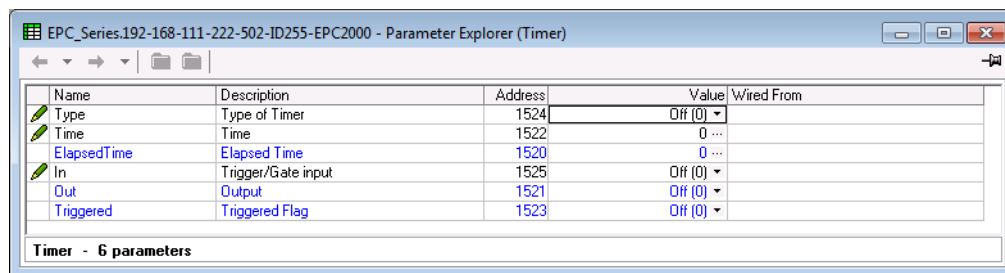 EPC_Series.192-168-111-222-502-ID255-EPC2000 - Parameter Explorer (Timer)
Name Description Address Value Wired From
Type Type of Timer 1524 Off (0)
Time Time 1522 0 ...
ElapsedTime Elapsed Time 1520 0 ...
In Trigger/Gate input 1525 Off (0)
Out Output 1521 Off (0)
Triggered Triggered Flag 1523 Off (0)
Timer - 6 parameters